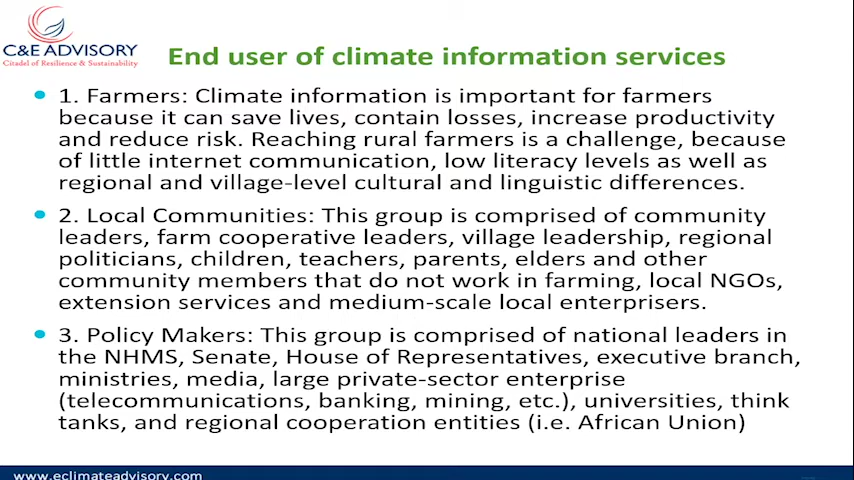 C&E ADVISORY
Citadel of Resilience & Sustainability
End user of climate information services
• 1. Farmers: Climate information is important for farmers
because it can save lives, contain losses, increase productivity
and reduce risk. Reaching rural farmers is a challenge, because
of little internet communication, low literacy levels as well as
regional and village-level cultural and linguistic differences.
• 2. Local Communities: This group is comprised of community
leaders, farm cooperative leaders, village leadership, regional
politicians, children, teachers, parents, elders and other
community members that do not work in farming, local NGOs,
extension services and medium-scale local enterprisers.
• 3. Policy Makers: This group is comprised of national leaders in
the NHMS, Senate, House of Representatives, executive branch,
ministries, media, large private-sector enterprise
(telecommunications, banking, mining, etc.), universities, think
tanks, and regional cooperation entities (i.e. African Union)
www.eclimateadvisory.com